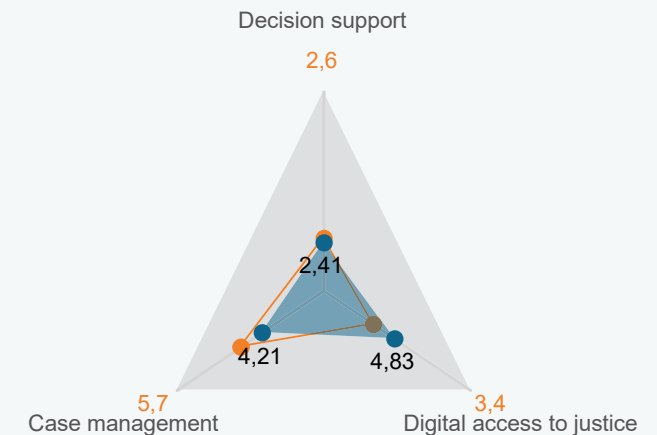 Decision support
2,6
2,41
4,21
4,83
5,7
3,4
Case management
Digital access to justice